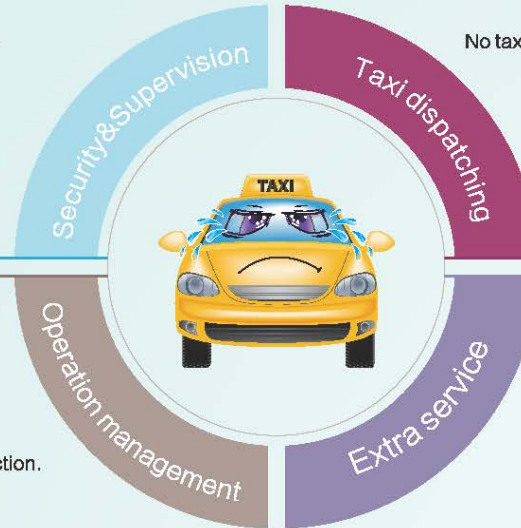 No tax
Security&Supervision
Taxi dispatching
TAXI
Operation management
Extra service
ction.